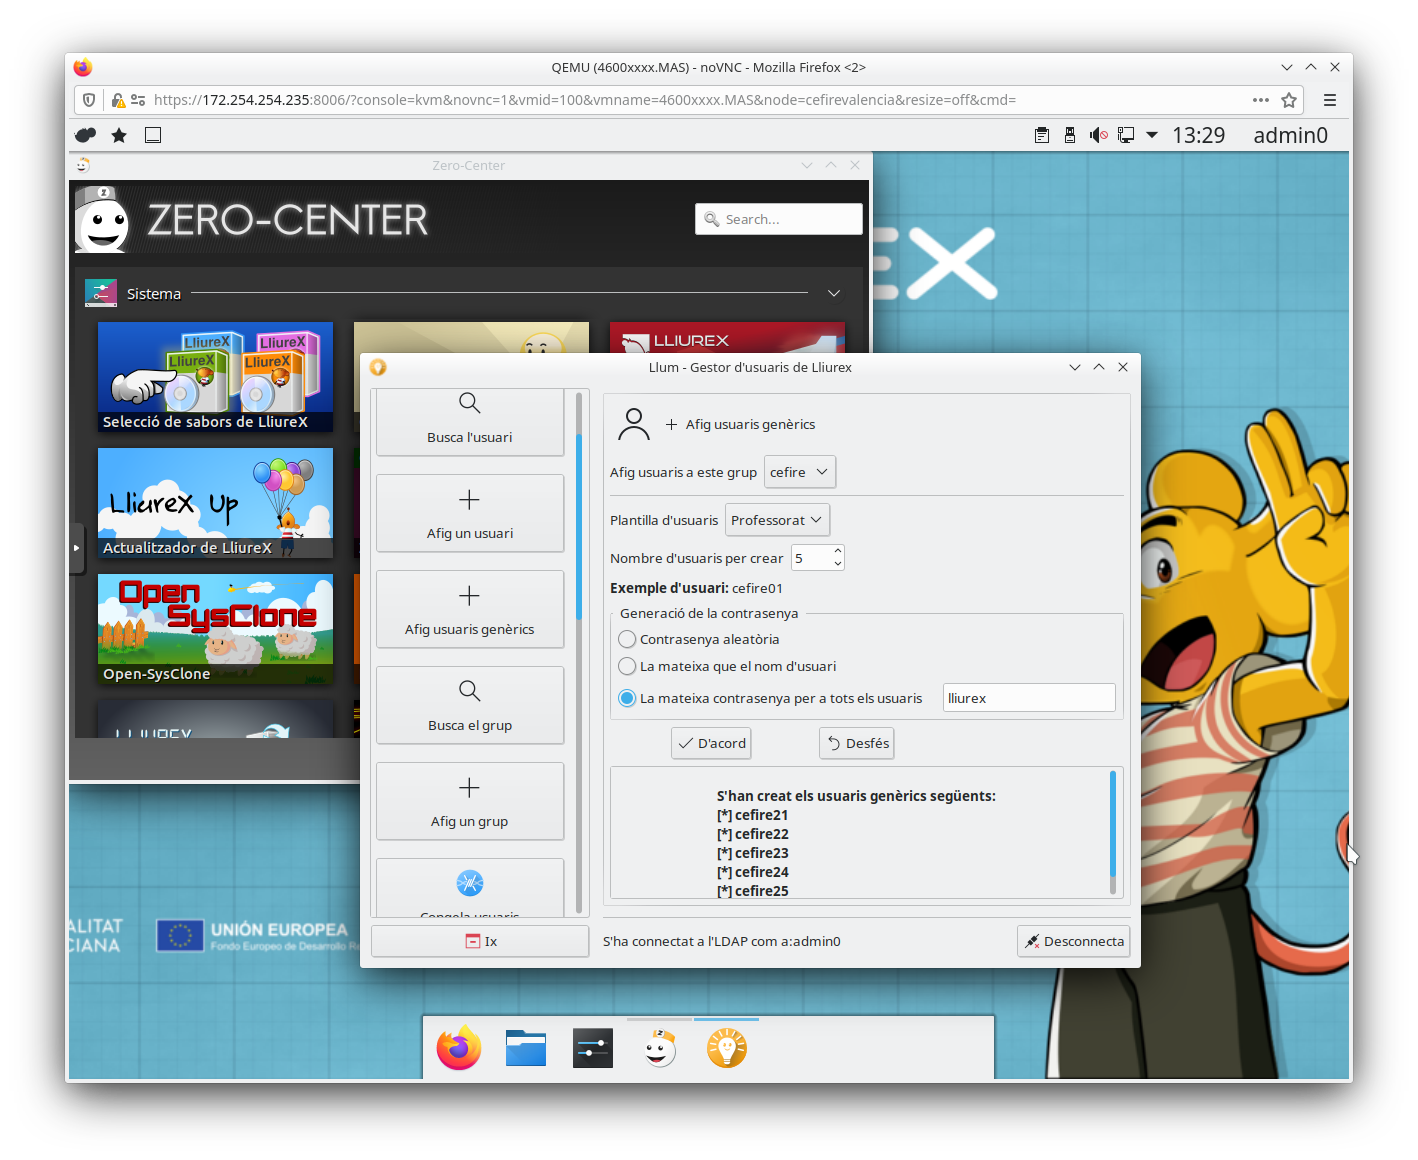 QEMU (4600xxxx.MAS) - noVNC - Mozilla Firefox <2>
https://172.254.254.235:8006/?console=kvm&novnc=1&vmid=100&vmname=4600xxxx.MAS&node=cefirevalencia&resize=off&cmd=
13:29 admin0
Zero-Center
ZERO-CENTER
Search...
EX
Sistema
LliureX
LliureX
LliureX
LliureX
Selecció de sabors de LliureX
LLIUREX
LliureX Up
Actualitzador de LliureX
Open
SysClone
Open-SysClone
LLIUREX
Llum - Gestor d'usuaris de Lliurex
Busca l'usuari
Afig un usuari
Afig usuaris genèrics
Busca el grup
Afig un grup
Congela usuaris
Ix
Afig usuaris genèrics
Afig usuaris a este grup cefire
Plantilla d'usuaris Professorat
Nombre d'usuaris per crear 5
Exemple d'usuari: cefire01
Generació de la contrasenya
Contrasenya aleatòria
La mateixa que el nom d'usuari
La mateixa contrasenya per a tots els usuaris lliurex
D'acord Desfés
S'han creat els usuaris genèrics següents:
[*] cefire21
[*] cefire22
[*] cefire23
[*] cefire24
[*] cefire25
S'ha connectat a l'LDAP com a:admin0
Desconnecta
ALITAT
CIANA
UNIÓN EUROPEA
Fondo Europeo de Desarrollo Re